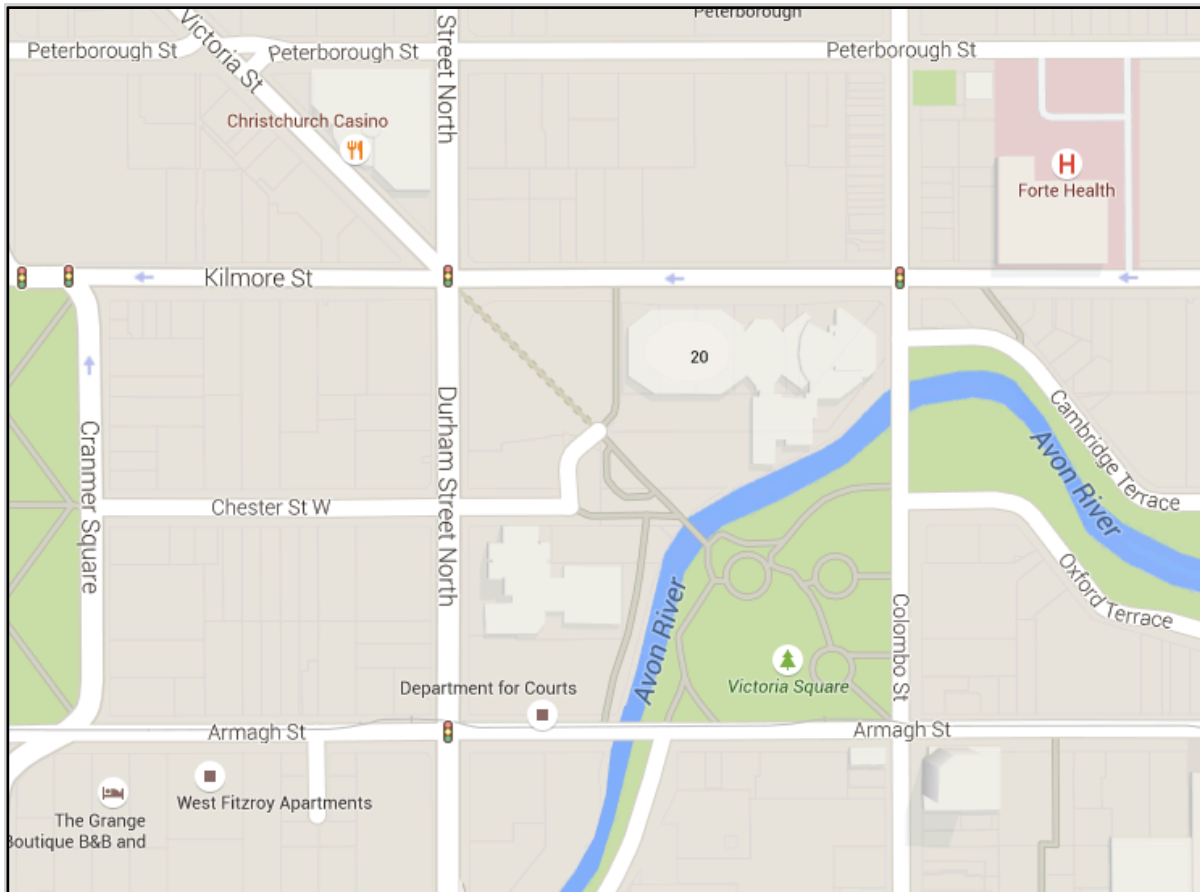 Peterborough
Peterborough St
Victoria St
Peterborough St
Street North
Peterborough St
Christchurch Casino
H
Forte Health
Kilmore St
20
Cranmer Square
Durham Street North
Chester St W
Cambridge Terrace
Avon River
Oxford Terrace
Avon River
Colombo St
Victoria Square
Department for Courts
Armagh St
Armagh St
West Fitzroy Apartments
The Grange
Boutique B&B and